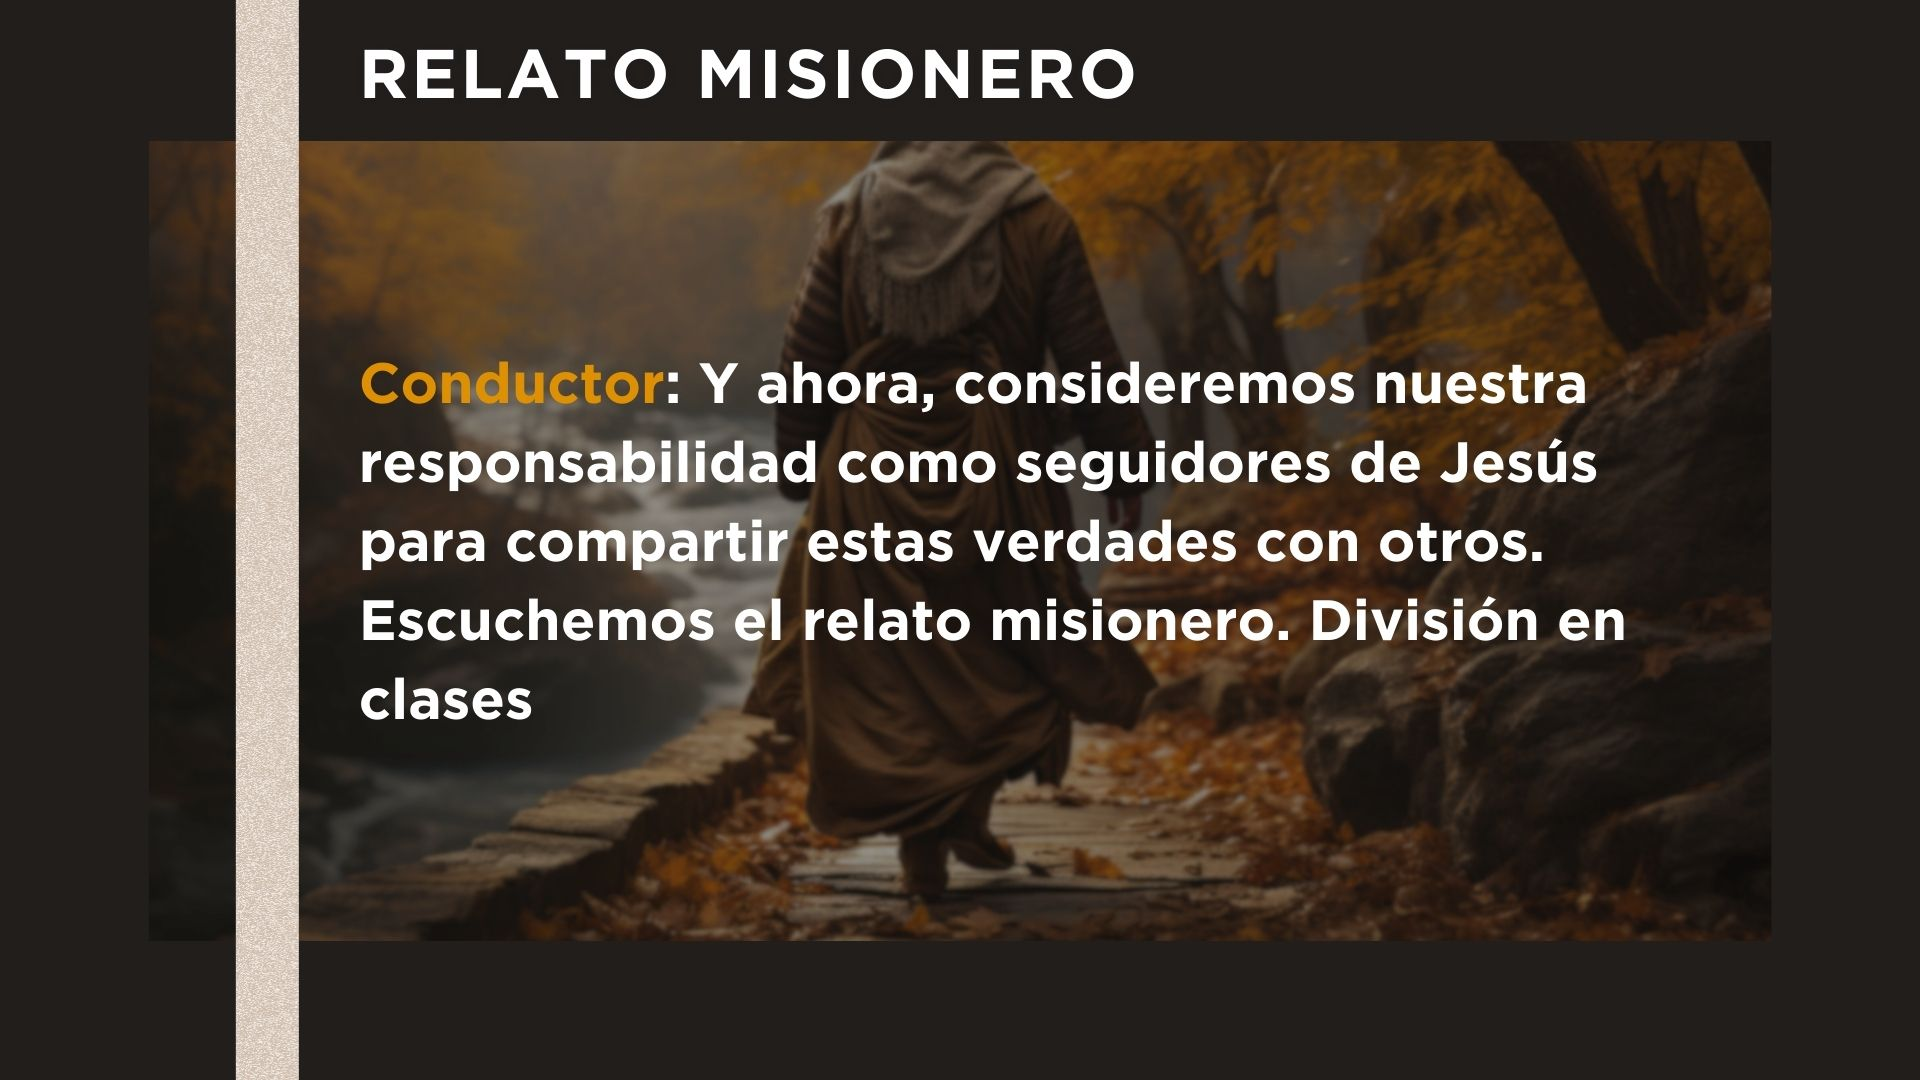 RELATO MISIONERO
Conductor: Y ahora, consideremos nuestra
responsabilidad como seguidores de Jesús
para compartir estas verdades con otros.
Escuchemos el relato misionero. División en
clases